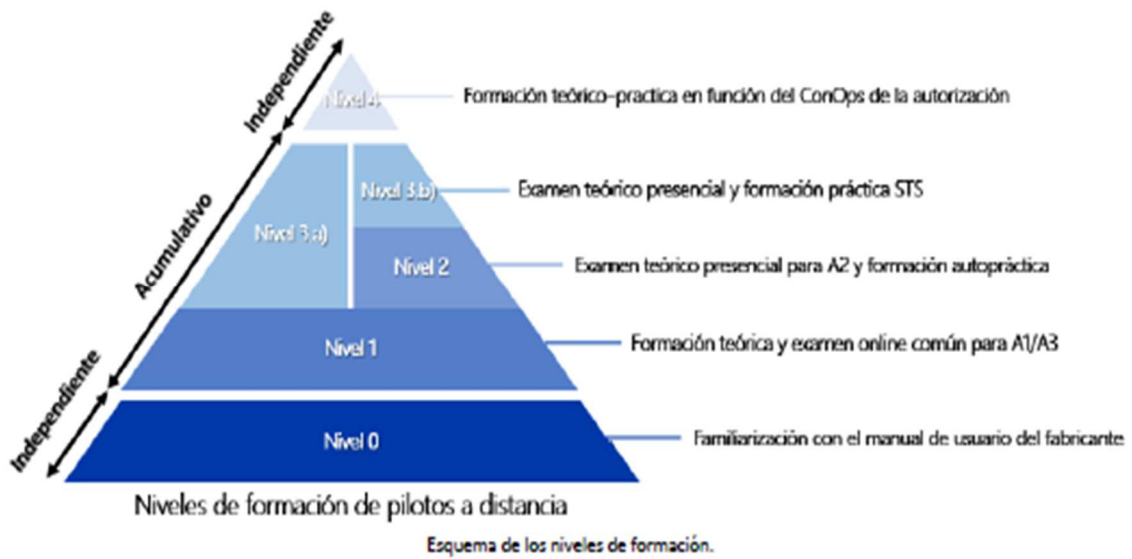 Independiente
Nivel 4
Formación teórico-practica en función del ConOps de la autorización
Acumulativo
Nivel 3.a)
Nivel 3.b)
Examen teórico presencial y formación práctica STS
Nivel 2
Examen teórico presencial para A2 y formación autopráctica
Nivel 1
Formación teórica y examen online común para A1/A3
Independiente
Nivel 0
Familiarización con el manual de usuario del fabricante
Niveles de formación de pilotos a distancia
Esquema de los niveles de formación.